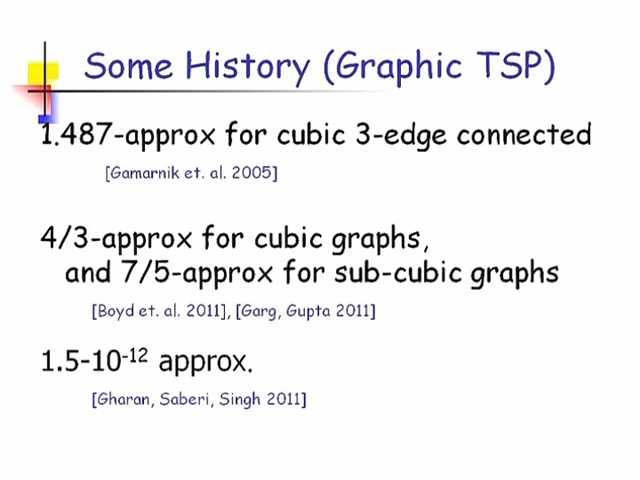 Some History (Graphic TSP)
1.487-approx for cubic 3-edge connected
[Gamarnik et. al. 2005]
4/3-approx for cubic graphs,
and 7/5-approx for sub-cubic graphs
[Boyd et. al. 2011], [Garg, Gupta 2011]
1.5-10⁻¹² approx.
[Gharan, Saberi, Singh 2011]